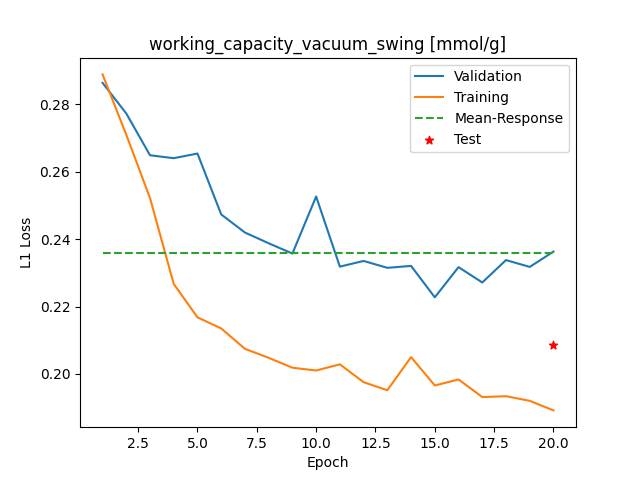 working_capacity_vacuum_swing [mmol/g]
Validation
Training
Mean-Response
Test
L1 Loss
0.28
0.26
0.24
0.22
0.20
2.5 5.0 7.5 10.0 12.5 15.0 17.5 20.0
Epoch